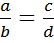 a/b = c/d